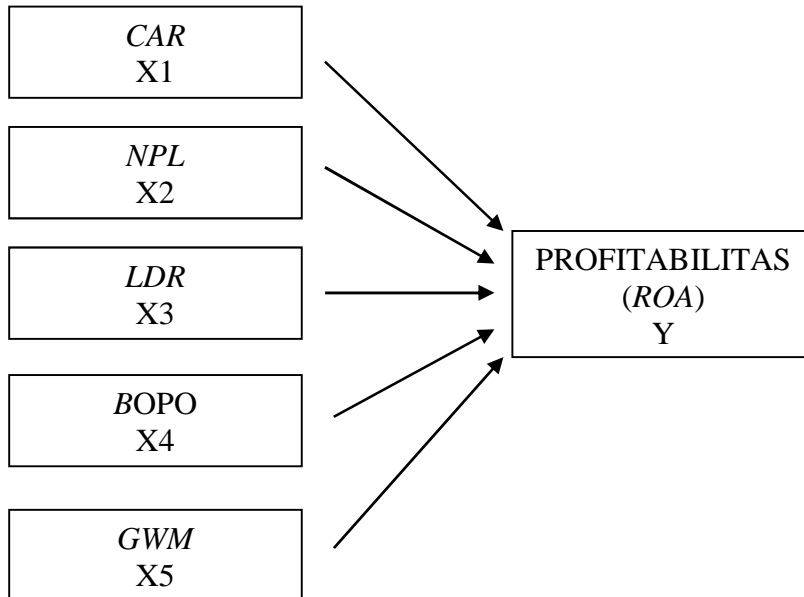 CAR
X1
NPL
X2
LDR
X3
BOPO
X4
GWM
X5
PROFITABILITAS
(ROA)
Y